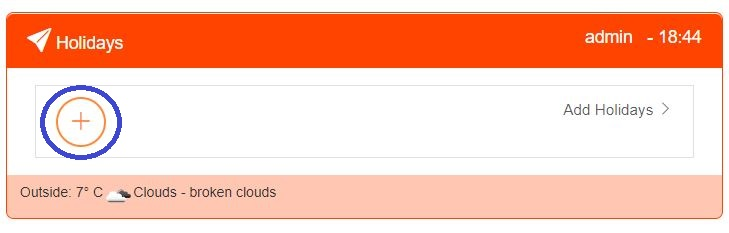 Holidays
admin - 18:44
Add Holidays
Outside: 7° C Clouds - broken clouds